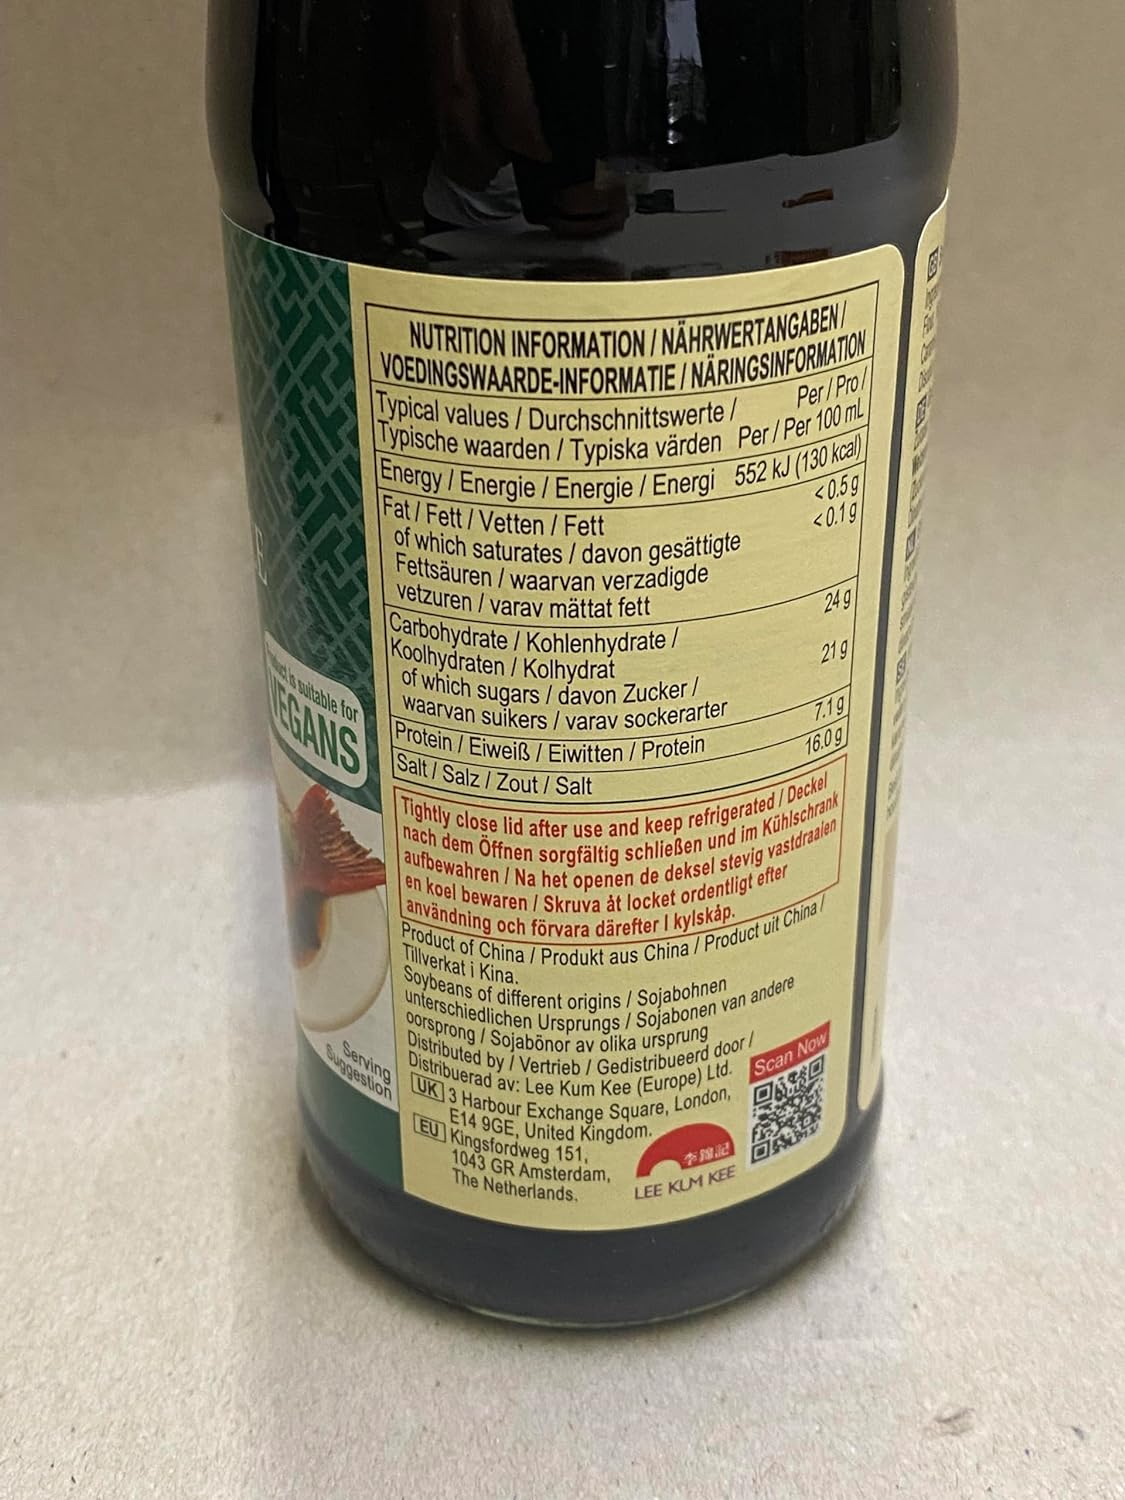 NUTRITION INFORMATION / NÄHRWERTANGABEN /
VOEDINGSWAARDE-INFORMATIE / NÄRINGSINFORMATION
Typical values / Durchschnittswerte / Per / Pro /
Typische waarden / Typiska värden Per / Per 100 mL
Energy / Energie / Energie / Energi 552 kJ (130 kcal)
Fat / Fett / Vetten / Fett <0.5 g
of which saturates / davon gesättigte <0.1 g
Fettsäuren / waarvan verzadigde
vetzuren / varav mättat fett
Carbohydrate / Kohlenhydrate / 24 g
Koolhydraten / Kolhydrat
of which sugars / davon Zucker / 21 g
waarvan suikers / varav sockerarter
Protein / Eiweiß / Eiwitten / Protein 7.1 g
Salt / Salz / Zout / Salt 16.0 g
Tightly close lid after use and keep refrigerated / Deckel
nach dem Öffnen sorgfältig schließen und im Kühlschrank
aufbewahren / Na het openen de deksel stevig vastdraaien
en koel bewaren / Skruva åt locket ordentligt efter
användning och förvara därefter I kylskåp.
Product of China / Produkt aus China / Product uit China /
Tillverkat i Kina.
Soybeans of different origins / Sojabohnen
unterschiedlichen Ursprungs / Sojabonen van andere
oorsprong / Sojabönor av olika ursprung
Distributed by / Vertrieb / Gedistribueerd door /
Distribuerad av: Lee Kum Kee (Europe) Ltd.
UK 3 Harbour Exchange Square, London,
E14 9GE, United Kingdom.
EU Kingsfordweg 151,
1043 GR Amsterdam,
The Netherlands.
Scan Now
李錦記
LEE KUM KEE
is suitable for
VEGANS
Serving
Suggestion